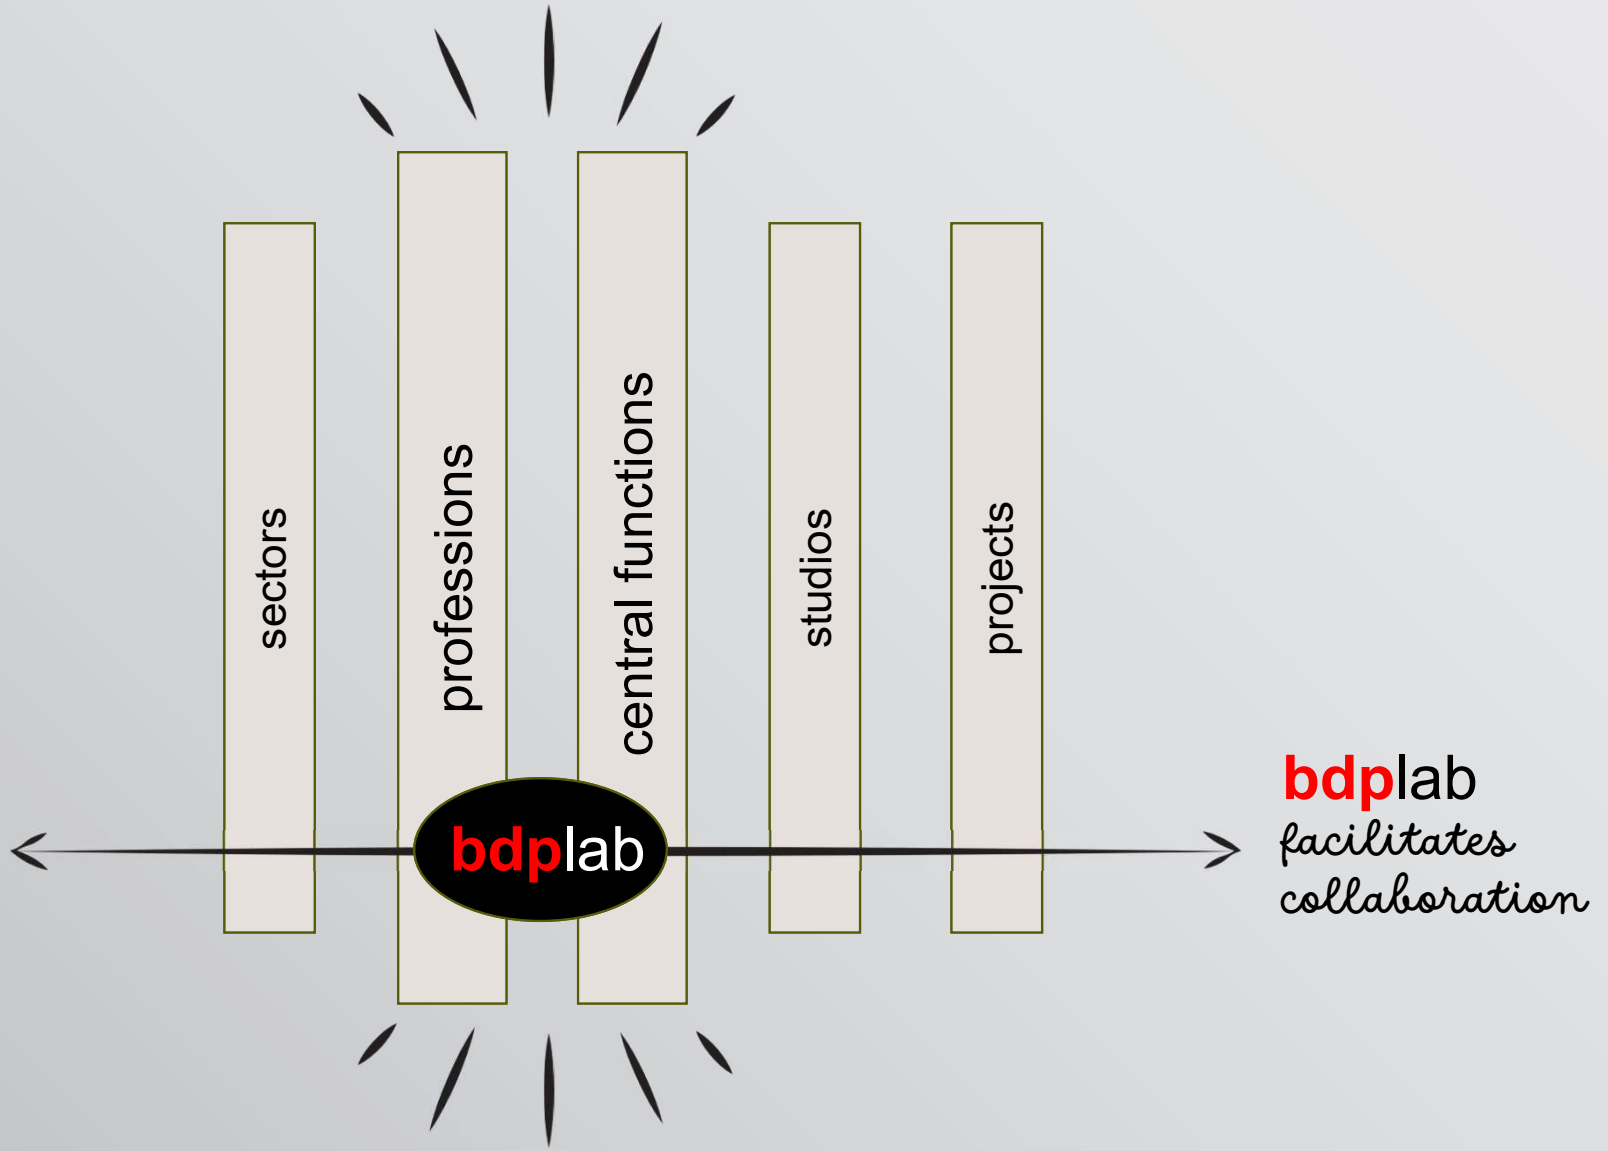 sectors
professions
central functions
studios
projects
bdplab
bdplab
facilitates
collaboration